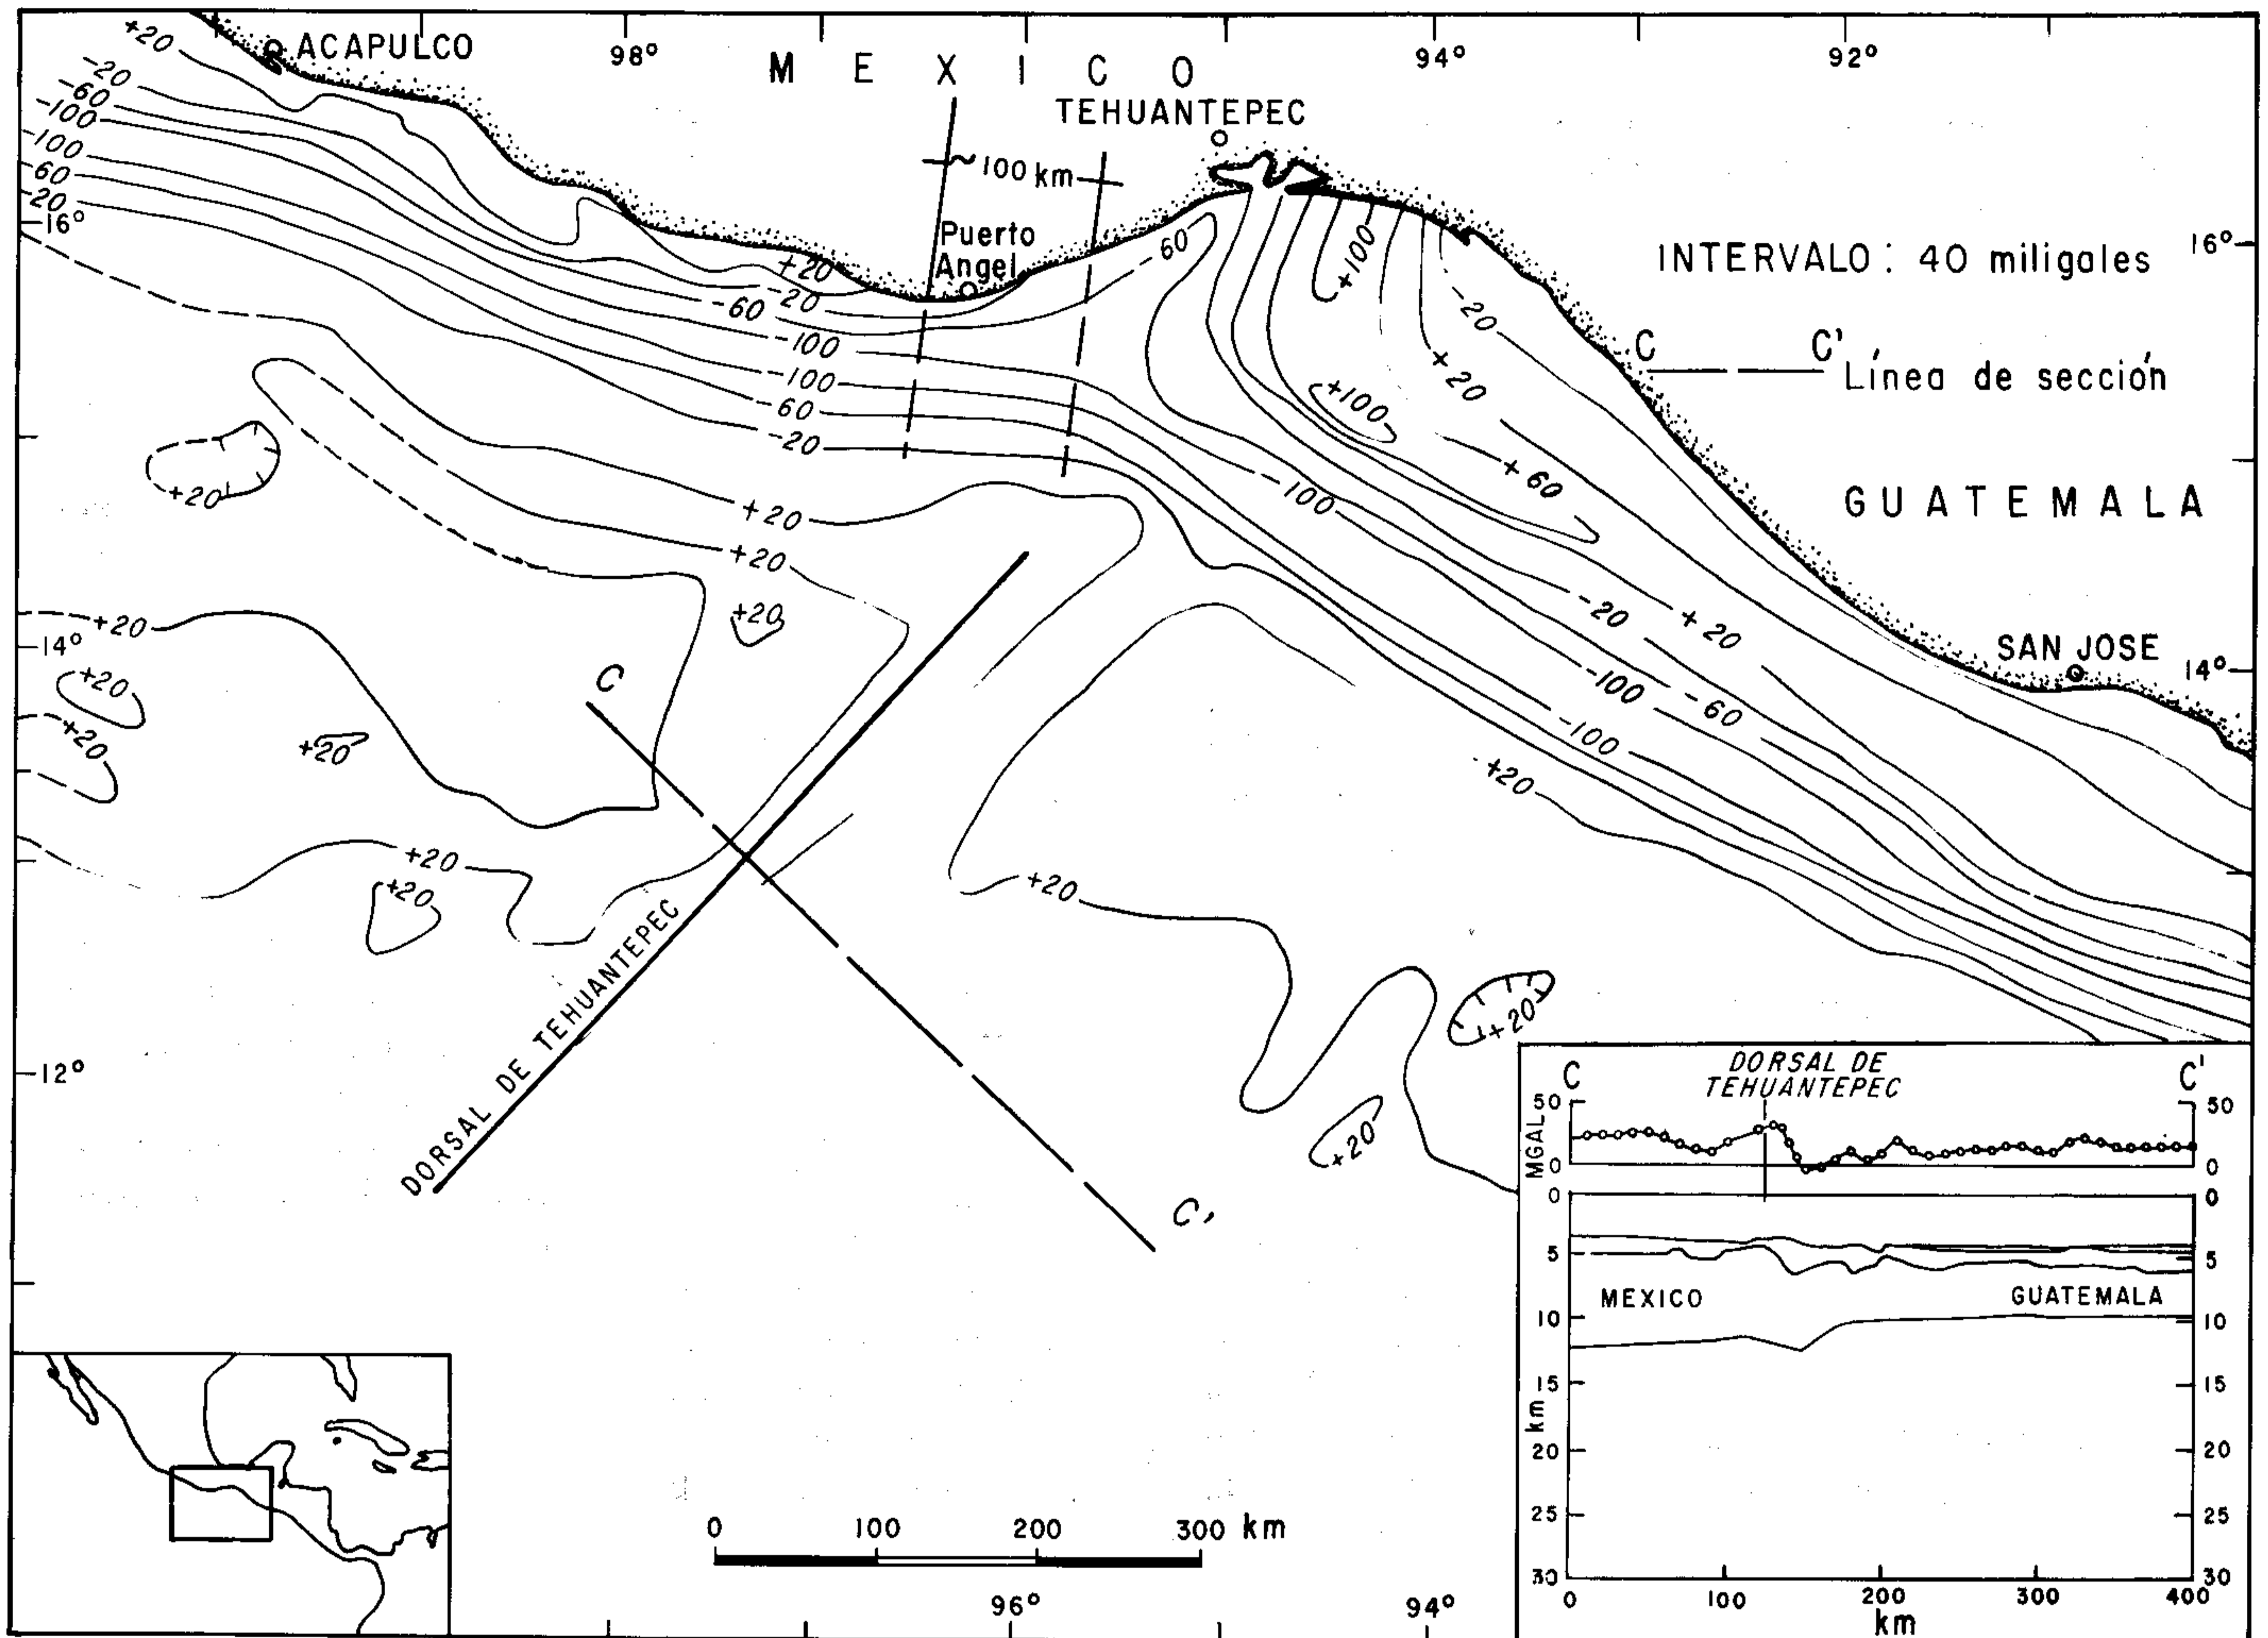 98°
94°
92°
+20
ACAPULCO
M E X I C O
TEHUANTEPEC
-20
-60
-100
-100
-60
-20
~100 km
16°
Puerto
Angel
-60
+100
16°
INTERVALO : 40 miligales
+20
-20
-60
-100
-100
-60
-20
-20
+20
+100
C C'
Línea de sección
+60
-100
GUATEMALA
+20
+20
+20
+20
+20
14°
-20
+20
SAN JOSE
14°
C
+20
+20
+20
-100
-60
-100
+20
+20
+20
+20
DORSAL DE TEHUANTEPEC
12°
+20
+20
C'
DORSAL DE
TEHUANTEPEC
C C'
MGAL
50 50
0 0
0 0
5 5
MEXICO GUATEMALA
10 10
15 15
km
20 20
25 25
30 30
0 100 200 300 400
km
0 100 200 300 km
96°
94°